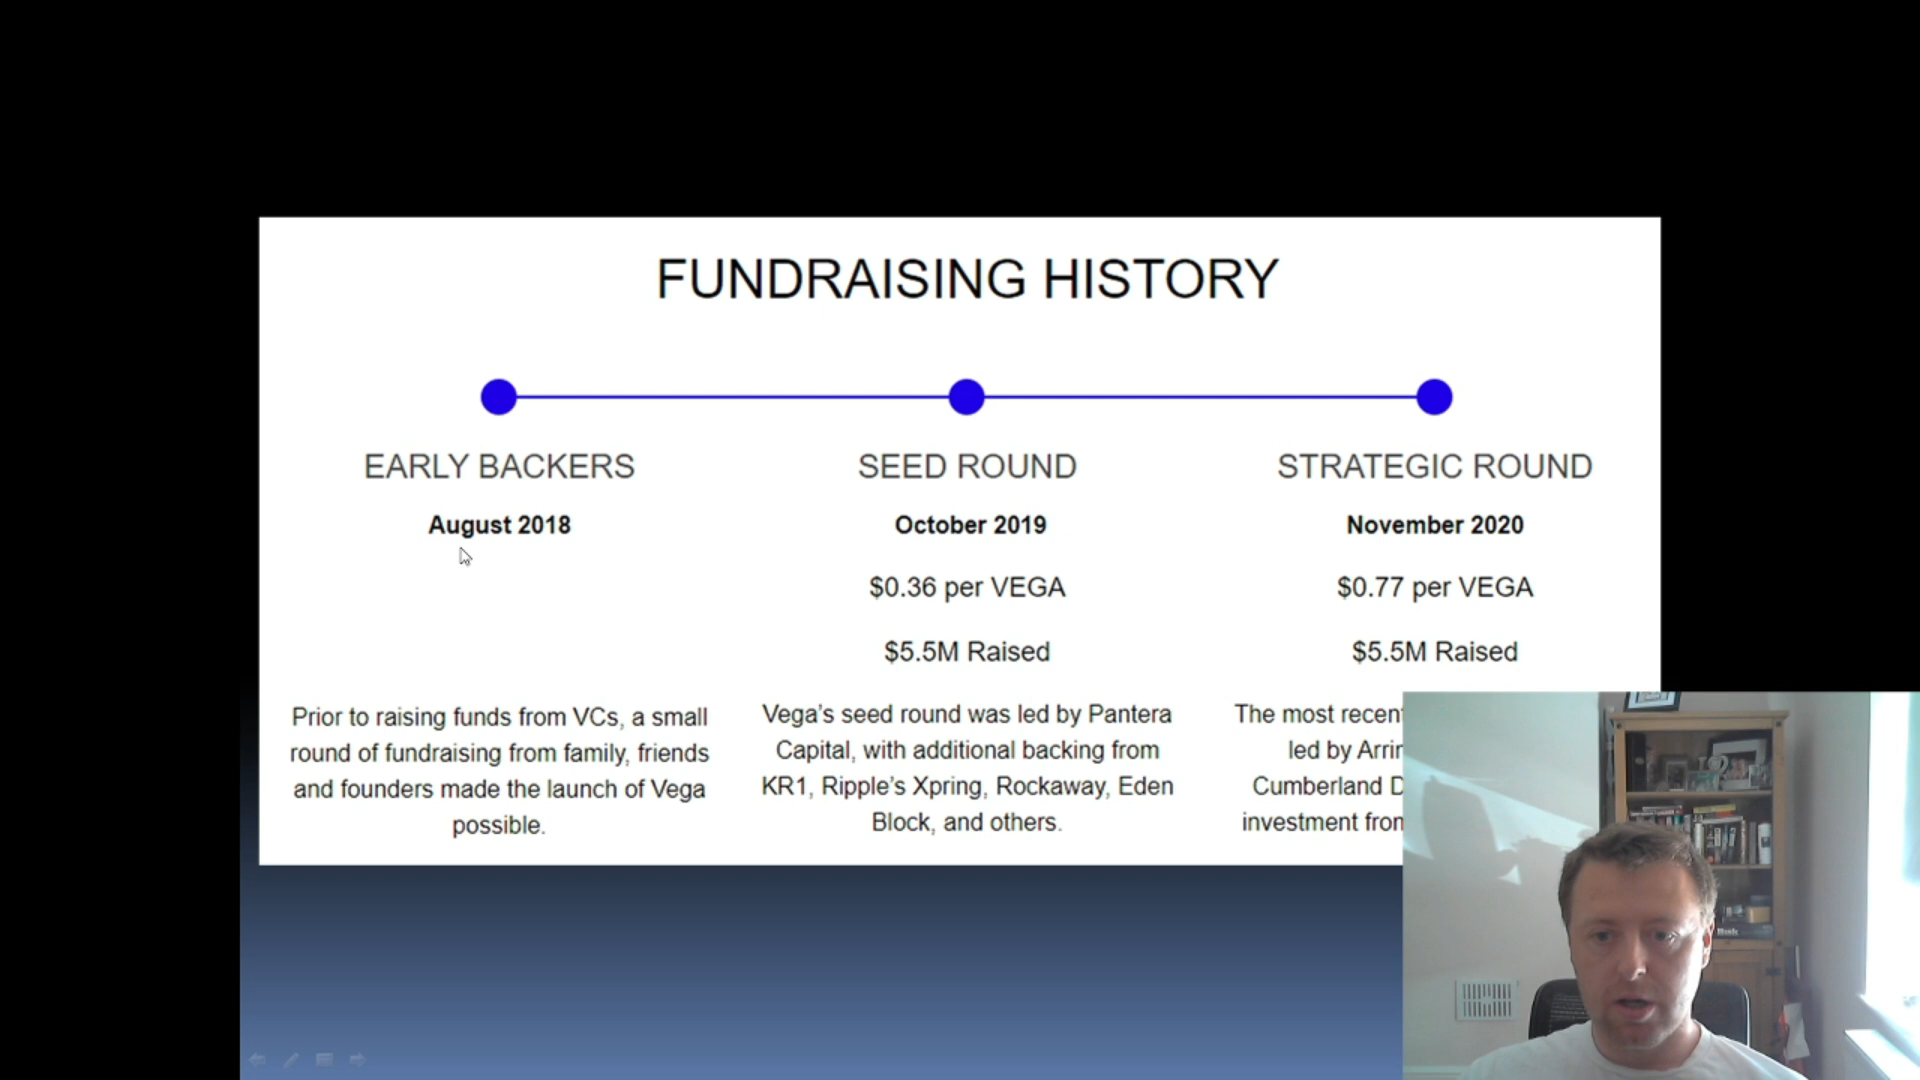 FUNDRAISING HISTORY
EARLY BACKERS
August 2018
Prior to raising funds from VCs, a small
round of fundraising from family, friends
and founders made the launch of Vega
possible.
SEED ROUND
October 2019
$0.36 per VEGA
$5.5M Raised
Vega's seed round was led by Pantera
Capital, with additional backing from
KR1, Ripple's Xpring, Rockaway, Eden
Block, and others.
STRATEGIC ROUND
November 2020
$0.77 per VEGA
$5.5M Raised
The most recent
led by
Cumberland
investment
Risk